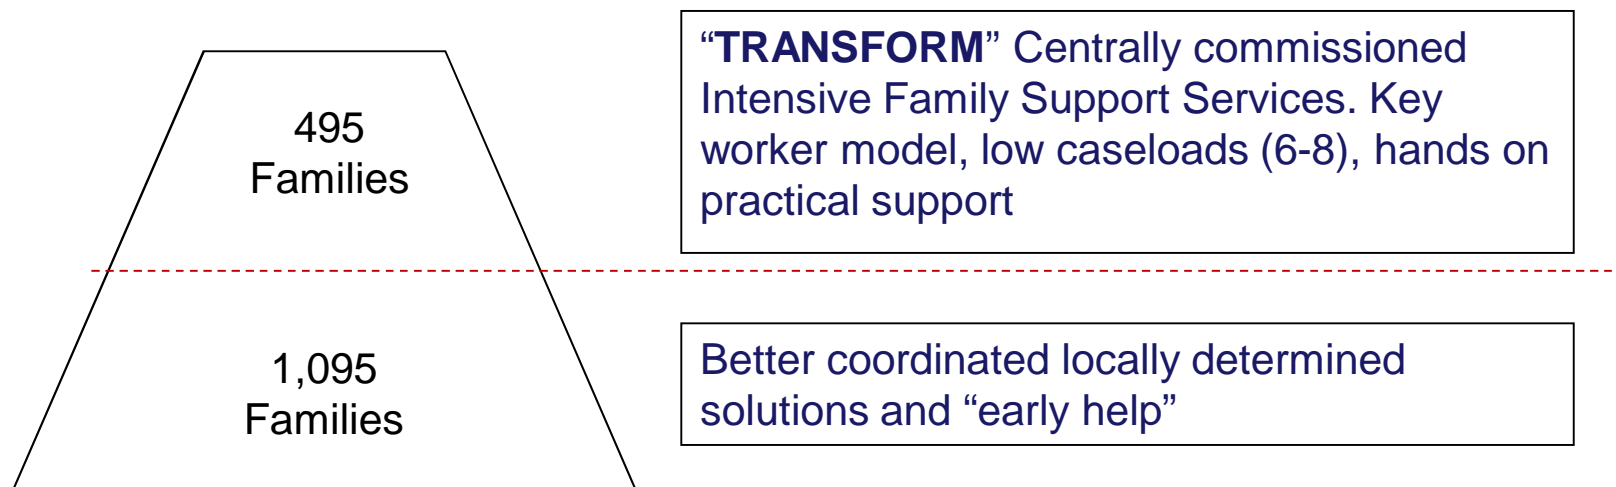 495
Families
“TRANSFORM” Centrally commissioned
Intensive Family Support Services. Key
worker model, low caseloads (6-8), hands on
practical support
1,095
Families
Better coordinated locally determined
solutions and “early help”